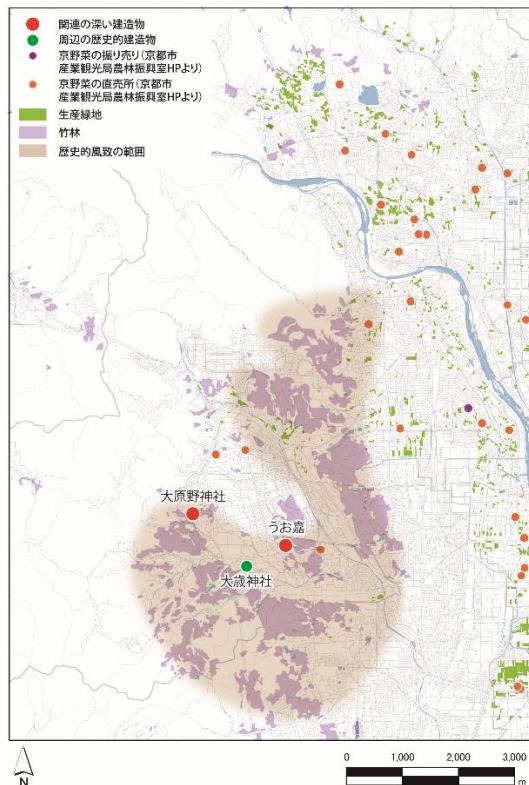 関連の深い建造物
周辺の歴史的建造物
京野菜の振り売り(京都市
産業観光局農林振興室HPより)
京野菜の直売所(京都市
産業観光局農林振興室HPより)
生産緑地
竹林
歴史的風致の範囲
大原野神社
うお嘉
大歳神社
N
0 1,000 2,000 3,000
m